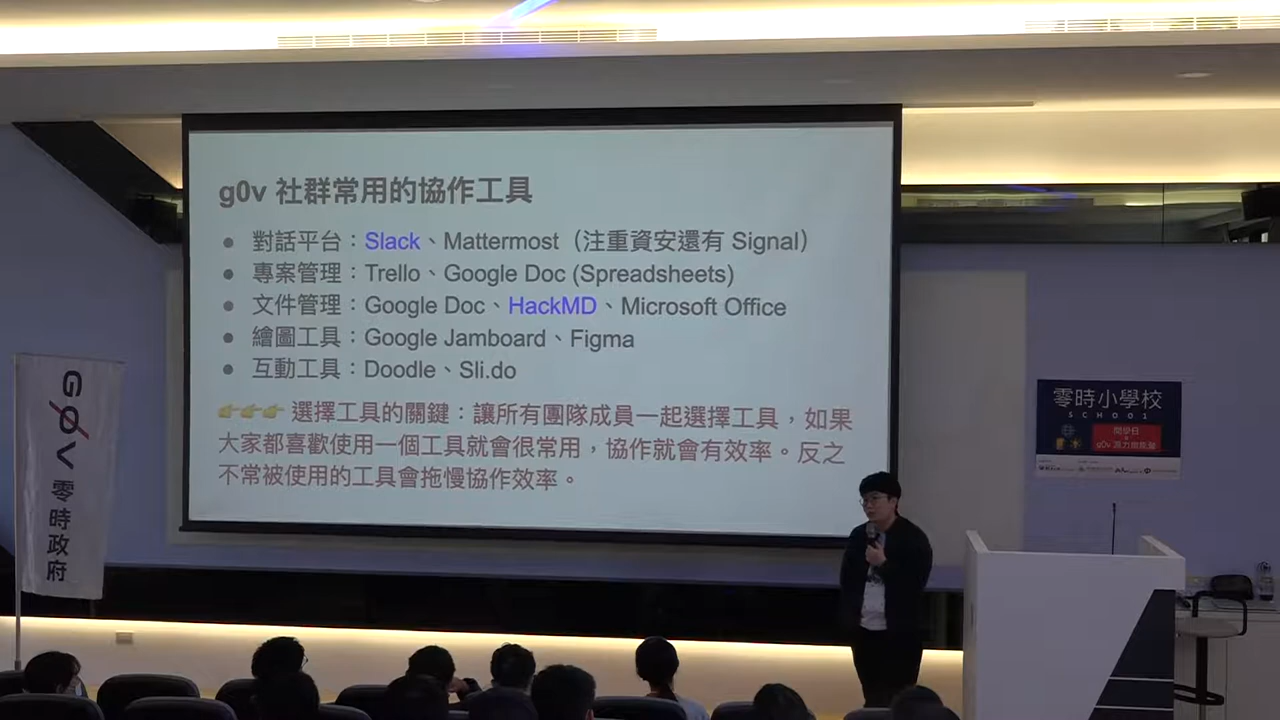 g0v 社群常用的協作工具
● 對話平台：Slack、Mattermost（注重資安還有 Signal）
● 專案管理：Trello、Google Doc (Spreadsheets)
● 文件管理：Google Doc、HackMD、Microsoft Office
● 繪圖工具：Google Jamboard、Figma
● 互動工具：Doodle、Sli.do
👉👉👉 選擇工具的關鍵：讓所有團隊成員一起選擇工具，如果
大家都喜歡使用一個工具就會很常用，協作就會有效率。反之
不常被使用的工具會拖慢協作效率。
G0V 零時政府
零時小學校
SCHOO1